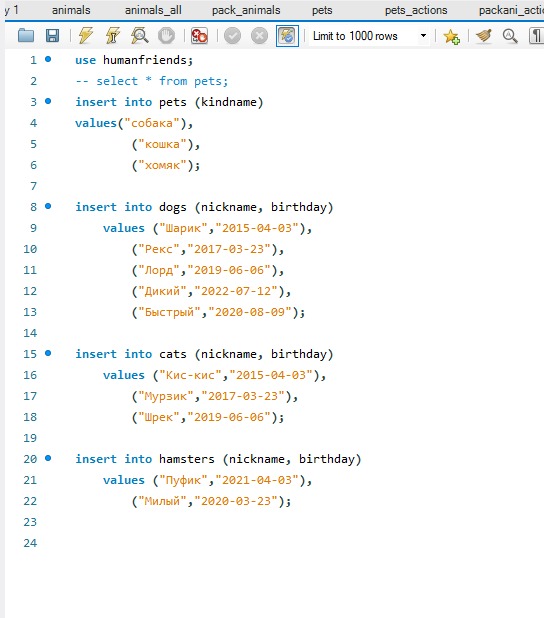 y 1 animals animals_all pack_animals pets pets_actions packani_actio
Limit to 1000 rows
1 use humanfriends;
2 -- select * from pets;
3 insert into pets (kindname)
4 values("собака"),
5 ("кошка"),
6 ("хомяк");
7
8 insert into dogs (nickname, birthday)
9 values ("Шарик","2015-04-03"),
10 ("Рекс","2017-03-23"),
11 ("Лорд","2019-06-06"),
12 ("Дикий","2022-07-12"),
13 ("Быстрый","2020-08-09");
14
15 insert into cats (nickname, birthday)
16 values ("Кис-кис","2015-04-03"),
17 ("Мурзик","2017-03-23"),
18 ("Шрек","2019-06-06");
19
20 insert into hamsters (nickname, birthday)
21 values ("Пуфик","2021-04-03"),
22 ("Милый","2020-03-23");
23
24